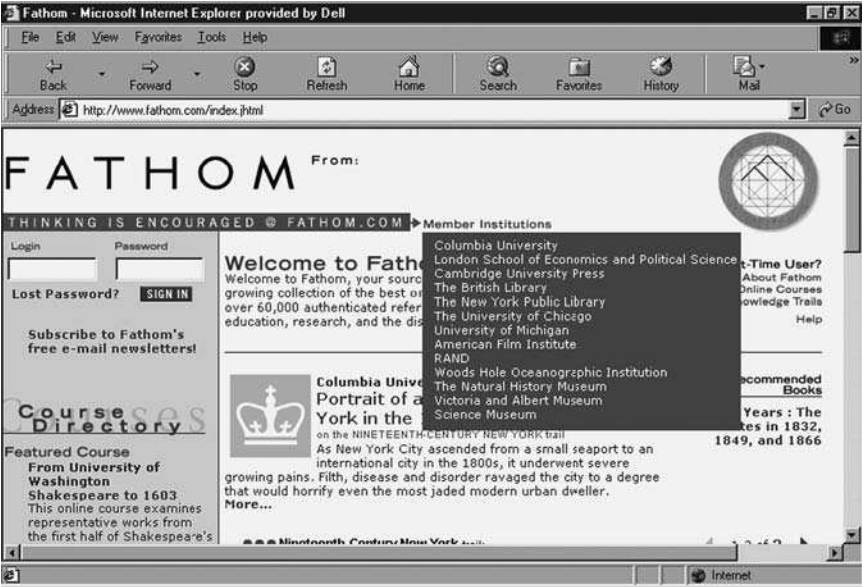 Fathom - Microsoft Internet Explorer provided by Dell
File Edit View Favorites Tools Help
Back Forward Stop Refresh Home Search Favorites History Mail
Address http://www.fathom.com/index.jhtml Go
FATHOM From:
THINKING IS ENCOURAGED @ FATHOM.COM Member Institutions
Columbia University
London School of Economics and Political Science
Cambridge University Press
The British Library
The New York Public Library
The University of Chicago
University of Michigan
American Film Institute
RAND
Woods Hole Oceanographic Institution
The Natural History Museum
Victoria and Albert Museum
Science Museum
Login Password
Lost Password? SIGN IN
Subscribe to Fathom's
free e-mail newsletters!
Course
Directory
Featured Course
From University of
Washington
Shakespeare to 1603
This online course examines
representative works from
the first half of Shakespeare's
Welcome to Fath
Welcome to Fathom, your sourc
growing collection of the best or
over 60,000 authenticated refer
education, research, and the dis
Columbia Unive
Portrait of a
York in the
on the NINETEENTH-CENTURY NEW YORK trail
As New York City ascended from a small seaport to an
international city in the 1800s, it underwent severe
growing pains. Filth, disease and disorder ravaged the city to a degree
that would horrify even the most jaded modern urban dweller.
More...
Nineteenth Century New York
t-Time User?
About Fathom
Online Courses
owledge Trails
Help
ecommended
Books
Years : The
tes in 1832,
1849, and 1866
Internet